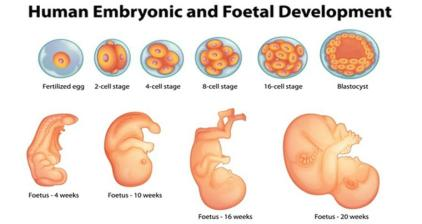 Human Embryonic and Foetal Development
Fertilized egg
2-cell stage
4-cell stage
8-cell stage
16-cell stage
Blastocyst
Foetus - 4 weeks
Foetus - 10 weeks
Foetus - 16 weeks
Foetus - 20 weeks